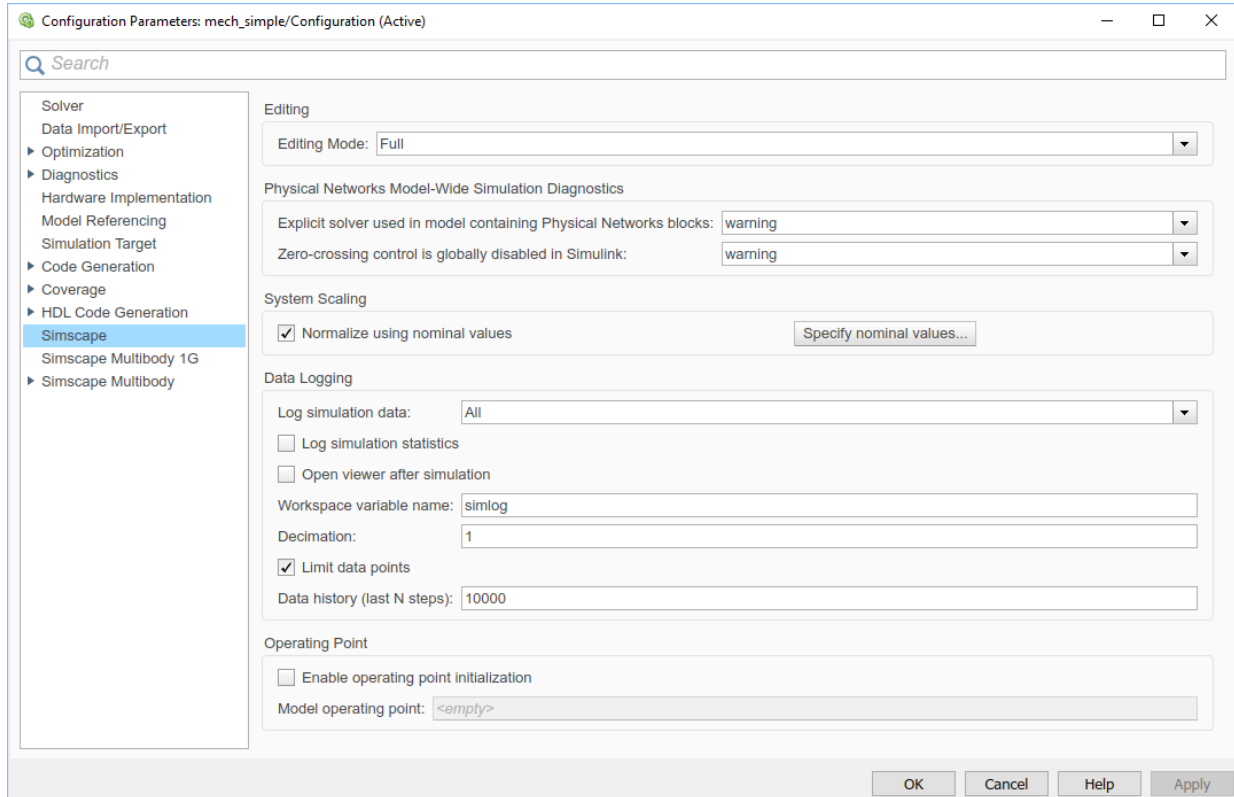 Configuration Parameters: mech_simple/Configuration (Active)
Search
Solver
Data Import/Export
Optimization
Diagnostics
Hardware Implementation
Model Referencing
Simulation Target
Code Generation
Coverage
HDL Code Generation
Simscape
Simscape Multibody 1G
Simscape Multibody
Editing
Editing Mode: Full
Physical Networks Model-Wide Simulation Diagnostics
Explicit solver used in model containing Physical Networks blocks: warning
Zero-crossing control is globally disabled in Simulink: warning
System Scaling
Normalize using nominal values Specify nominal values...
Data Logging
Log simulation data: All
Log simulation statistics
Open viewer after simulation
Workspace variable name: simlog
Decimation: 1
Limit data points
Data history (last N steps): 10000
Operating Point
Enable operating point initialization
Model operating point: <empty>
OK Cancel Help Apply